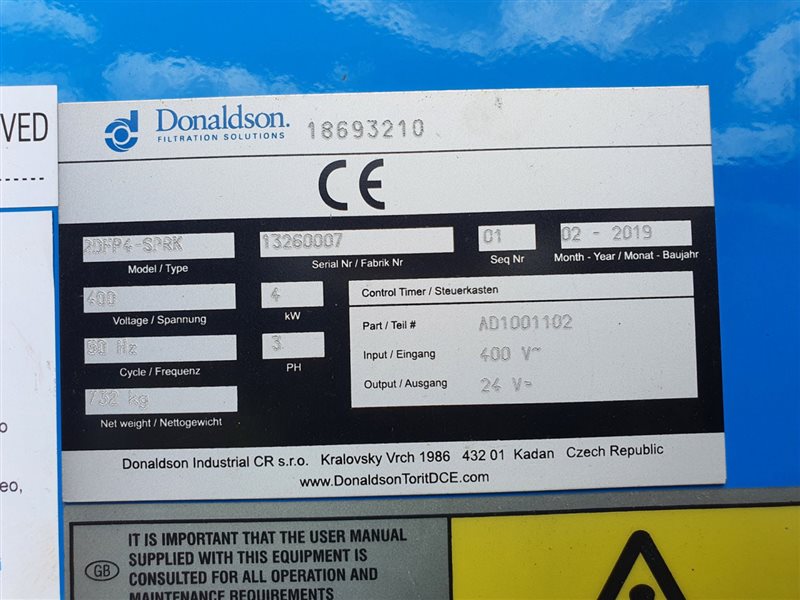 VED
Donaldson. 18693210
FILTRATION SOLUTIONS
CE
2DFP4-SPRK 13260007 01 02 - 2019
Model / Type Serial Nr / Fabrik Nr Seq Nr Month - Year / Monat - Baujahr
400 4 Control Timer / Steuerkasten
Voltage / Spannung kW
Part / Teil # AD1001102
50 Hz 3 Input / Eingang 400 V~
Cycle / Frequenz PH
Output / Ausgang 24 V=
732 kg
Net weight / Nettogewicht
Donaldson Industrial CR s.r.o. Kralovsky Vrch 1986 432 01 Kadan Czech Republic
www.DonaldsonToritDCE.com
o
eo,
GB
IT IS IMPORTANT THAT THE USER MANUAL
SUPPLIED WITH THIS EQUIPMENT IS
CONSULTED FOR ALL OPERATION AND
MAINTENANCE REQUIREMENTS